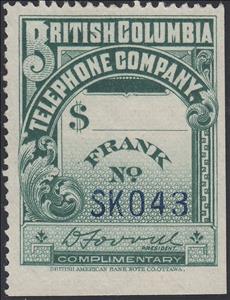 BRITISH COLUMBIA
TELEPHONE COMPANY
$
FRANK
No
SK043
PRESIDENT.
COMPLIMENTARY
BRITISH AMERICAN BANK NOTE CO. OTTAWA.